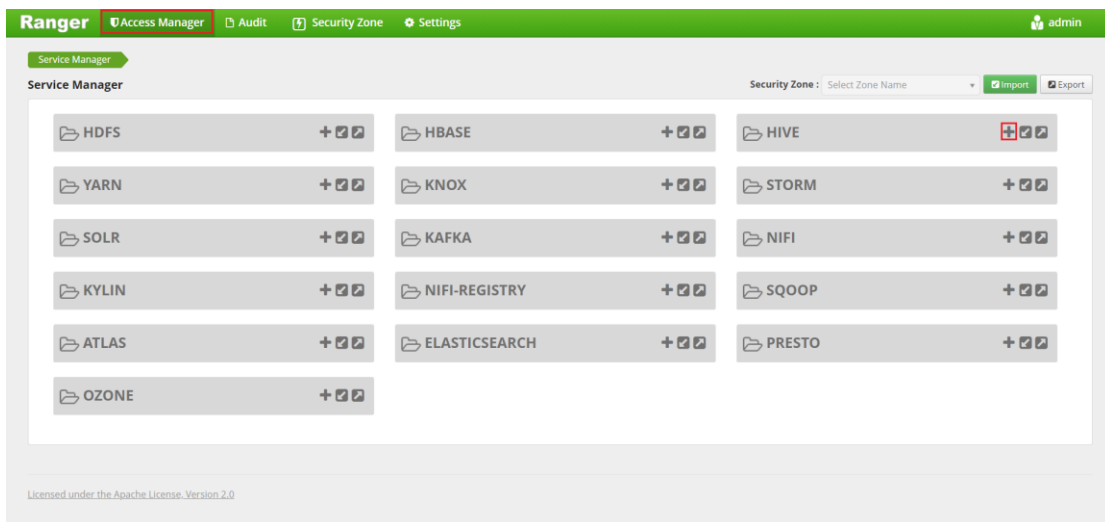 Ranger Access Manager Audit Security Zone Settings admin
Service Manager
Service Manager Security Zone : Select Zone Name Import Export
HDFS HBASE HIVE
YARN KNOX STORM
SOLR KAFKA NIFI
KYLIN NIFI-REGISTRY SQOOP
ATLAS ELASTICSEARCH PRESTO
OZONE
Licensed under the Apache License, Version 2.0